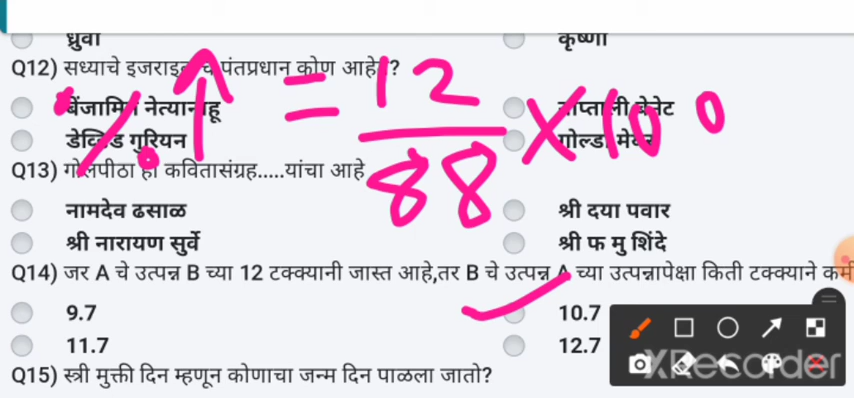 ध्रुवा कृष्णा
Q12) सध्याचे इजराइलचे पंतप्रधान कोण आहेत?
बेंजामिन नेत्यानाहू नाप्ताली बेनेट
डेव्हिड गुरियन गोल्डा मेयर
% ↑ = 12/88 × 100
Q13) गोलपीठा हा कवितासंग्रह.....यांचा आहे
नामदेव ढसाळ श्री दया पवार
श्री नारायण सुर्वे श्री फ मु शिंदे
Q14) जर A चे उत्पन्न B च्या 12 टक्क्यानी जास्त आहे,तर B चे उत्पन्न A च्या उत्पन्नापेक्षा किती टक्क्याने कमी
9.7 10.7
11.7 12.7
XRecorder
Q15) स्त्री मुक्ती दिन म्हणून कोणाचा जन्म दिन पाळला जातो?